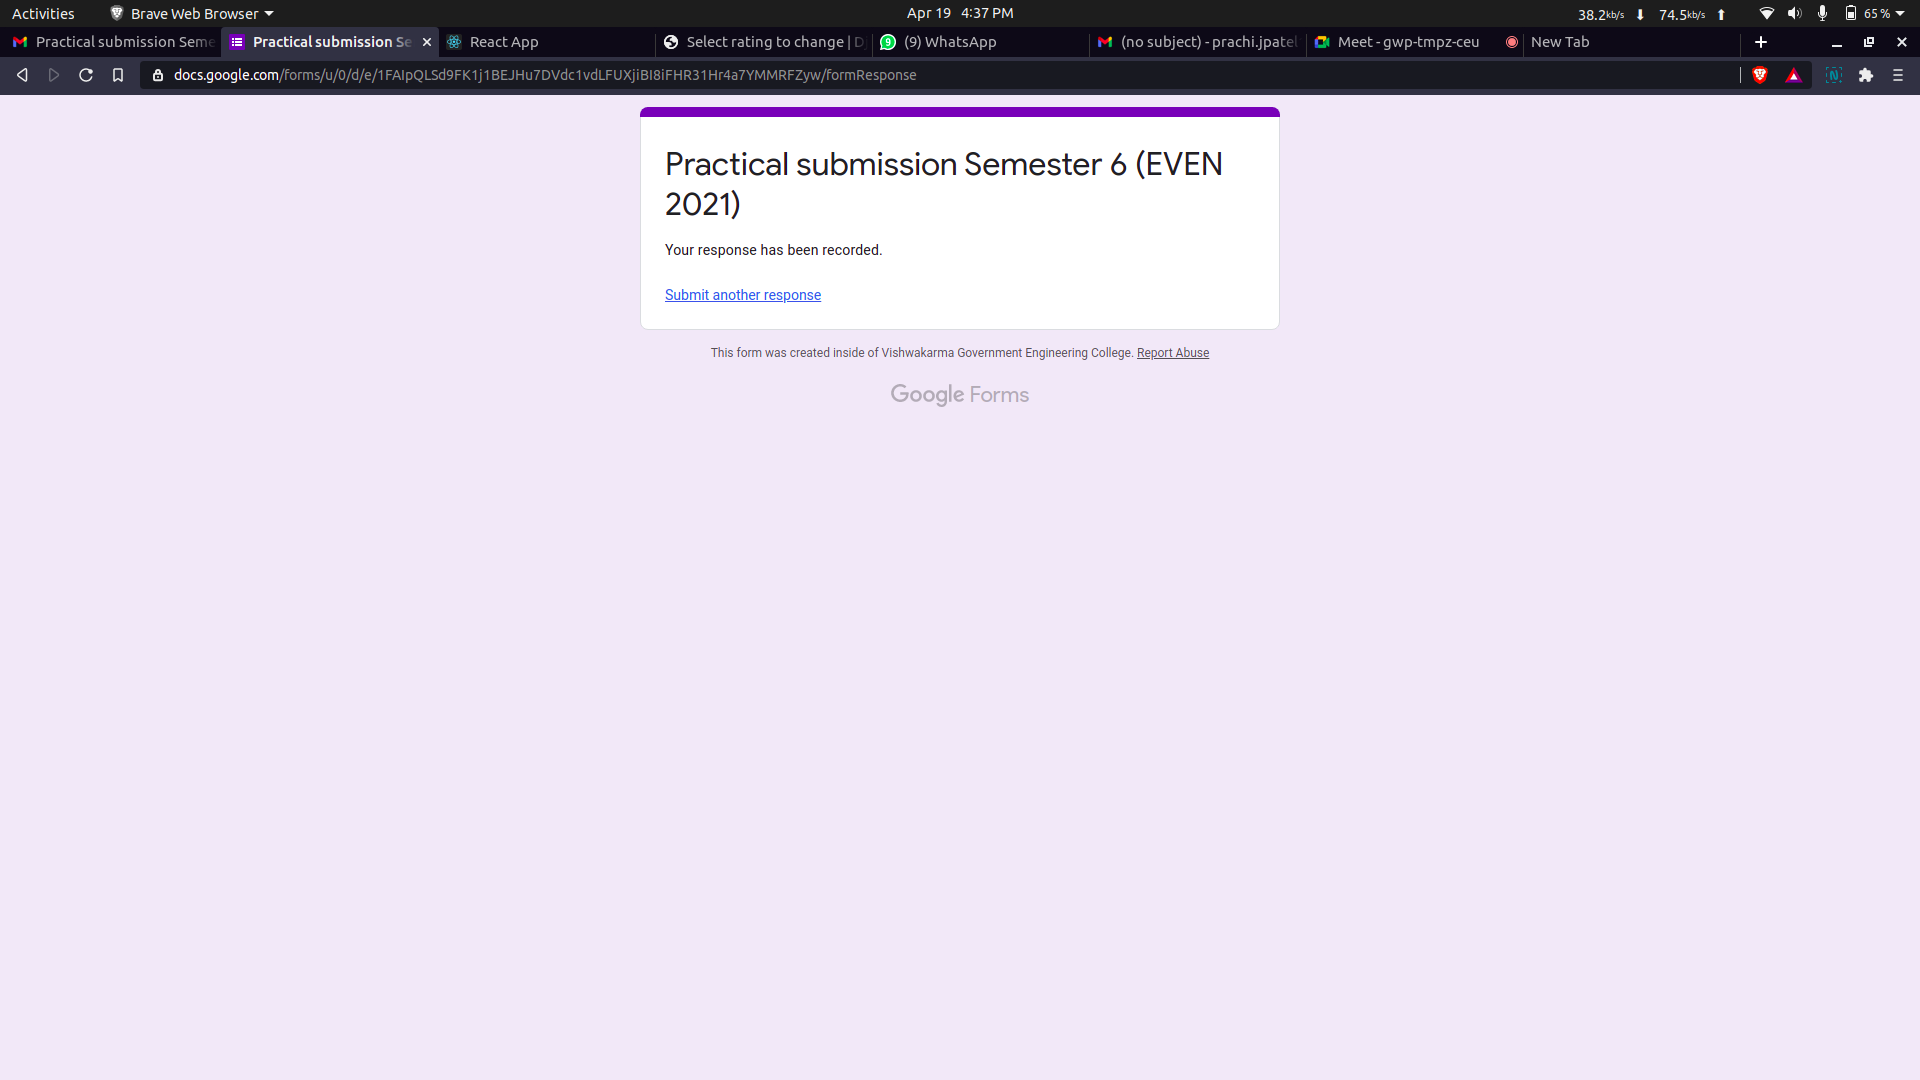 Activities
Brave Web Browser
Apr 19 4:37 PM
38.2kb/s
74.5kb/s
65 %
Practical submission Seme
Practical submission Se
React App
Select rating to change | D
(9) WhatsApp
(no subject) - prachi.jpatel
Meet - gwp-tmpz-ceu
New Tab
docs.google.com/forms/u/0/d/e/1FAIpQLSd9FK1j1BEJHu7DVdc1vdLFUXjiBI8iFHR31Hr4a7YMMRFZyw/formResponse
Practical submission Semester 6 (EVEN
2021)
Your response has been recorded.
Submit another response
This form was created inside of Vishwakarma Government Engineering College. Report Abuse
Google Forms